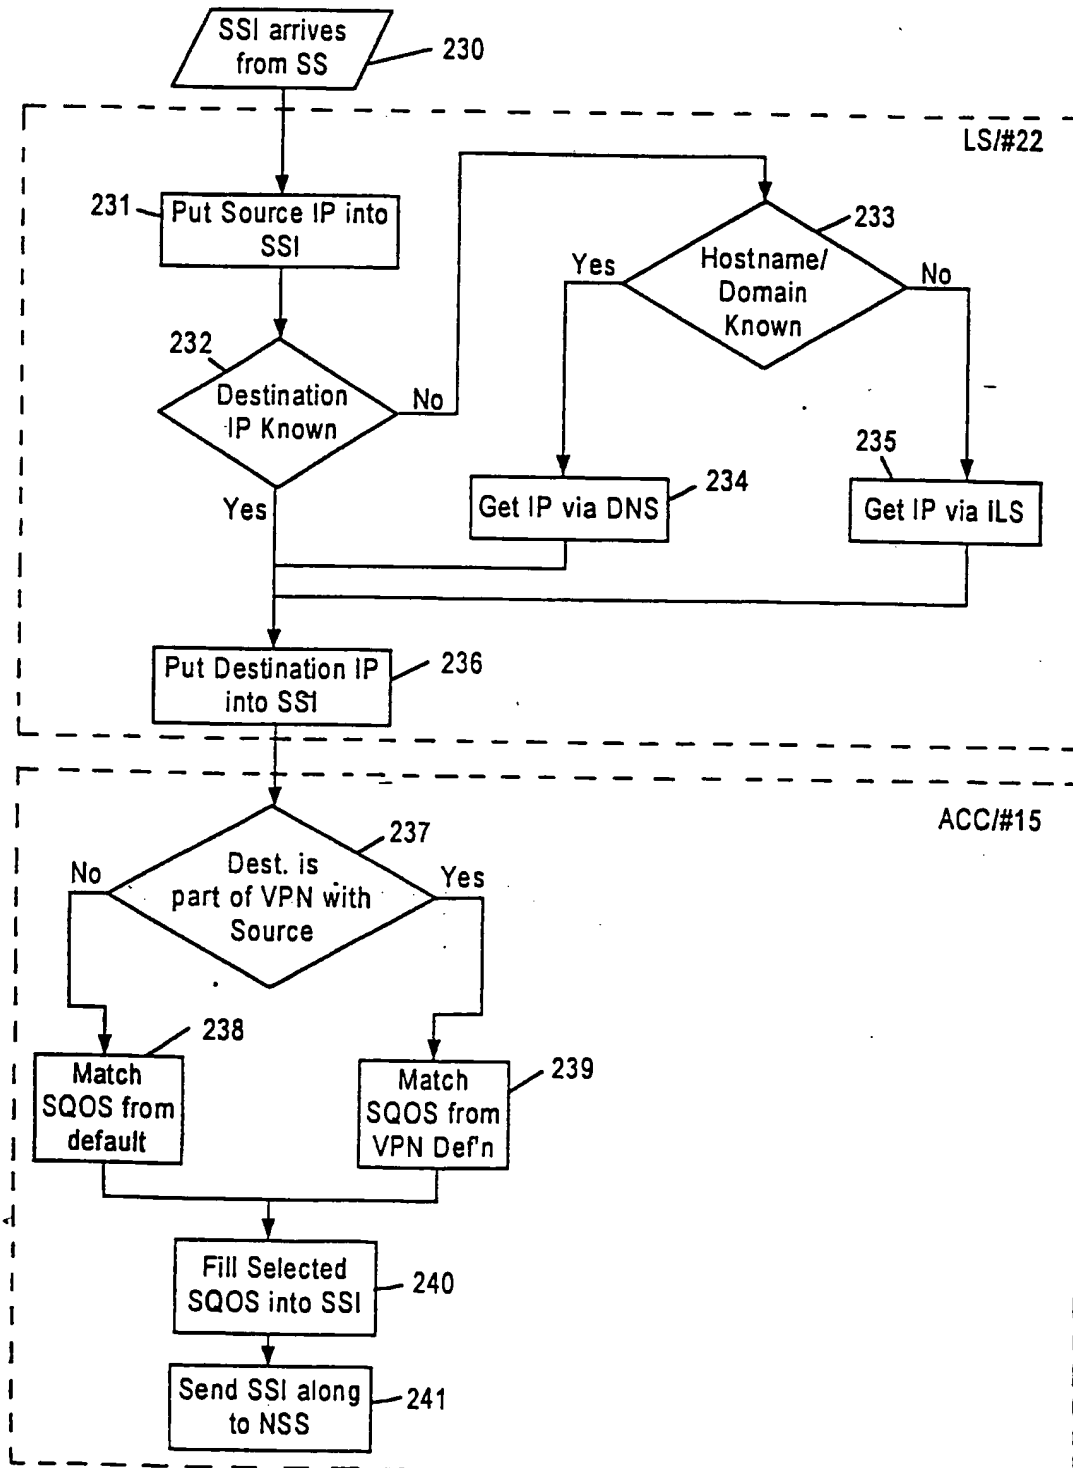 SSI arrives
from SS
230
LS/#22
231
Put Source IP into
SSI
233
Hostname/
Domain
Known
Yes
No
232
Destination
IP Known
No
Yes
234
Get IP via DNS
235
Get IP via ILS
236
Put Destination IP
into SSI
ACC/#15
237
Dest. is
part of VPN with
Source
No
Yes
238
Match
SQOS from
default
239
Match
SQOS from
VPN Def'n
Fill Selected
SQOS into SSI
240
Send SSI along
to NSS
241